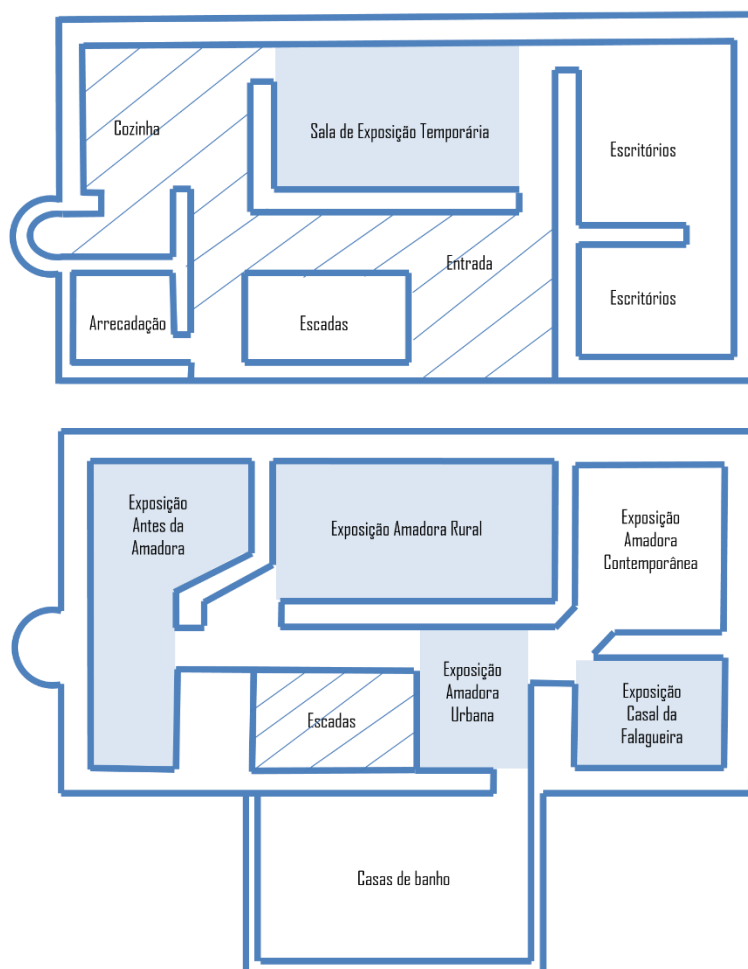 Cozinha
Sala de Exposição Temporária
Escritórios
Entrada
Arrecadação
Escadas
Escritórios
Exposição
Antes da
Amadora
Exposição Amadora Rural
Exposição
Amadora
Contemporânea
Exposição
Amadora
Urbana
Exposição
Casal da
Falagueira
Escadas
Casas de banho